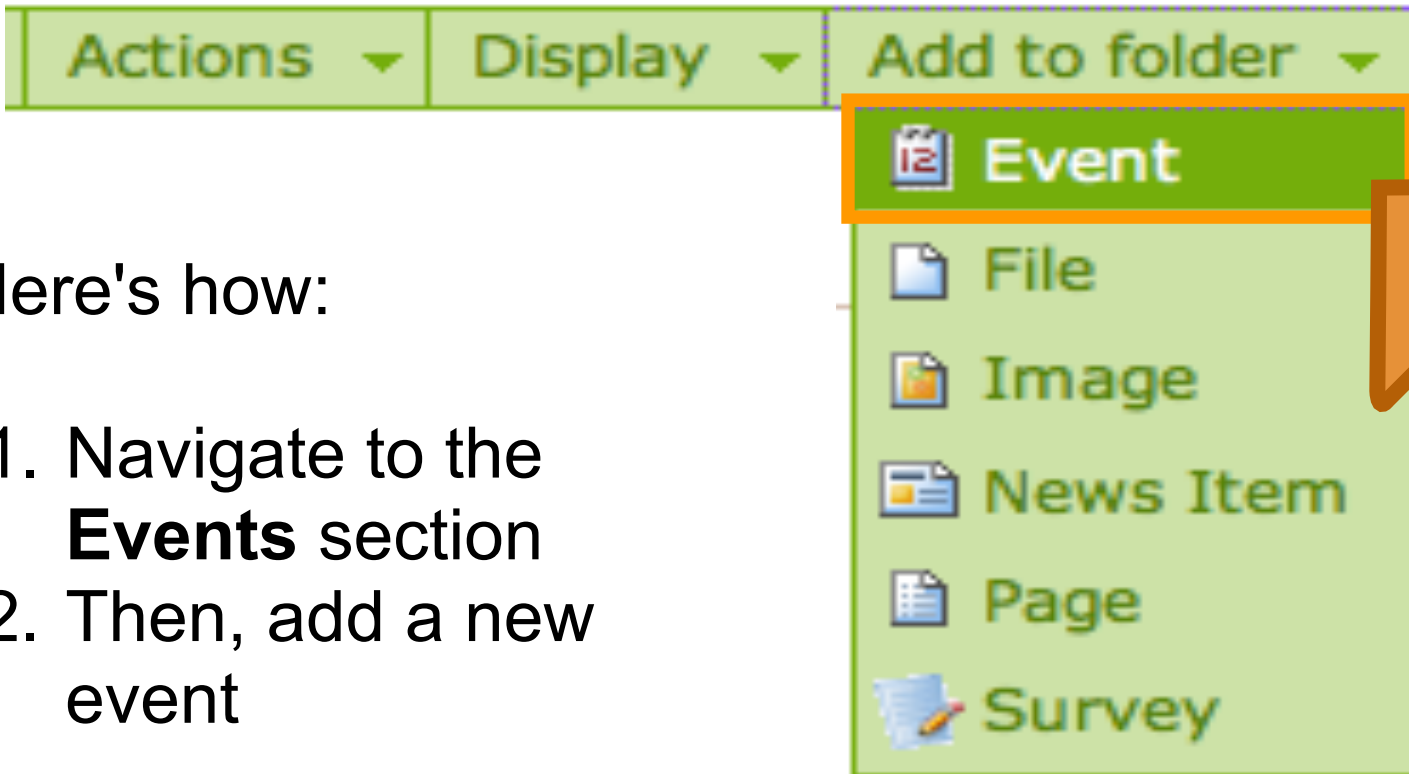 Actions
Display
Add to folder
Event
File
Image
News Item
Page
Survey
Here's how:
1. Navigate to the
Events section
2. Then, add a new
event